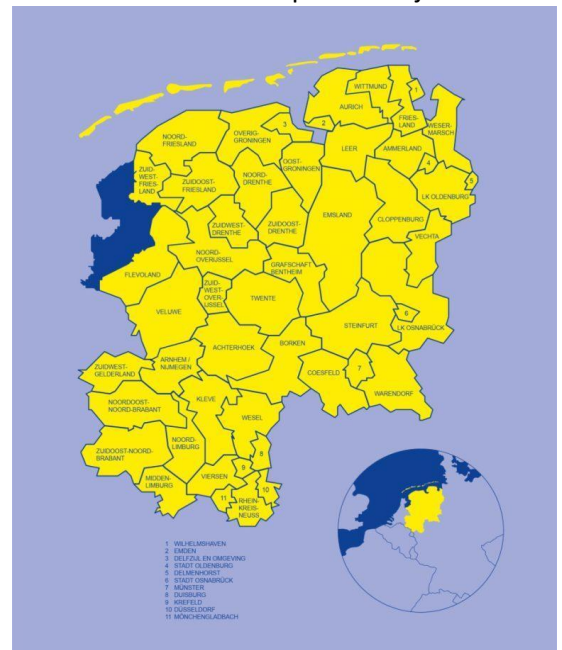 WITTMUND
1
AURICH
NOORD-
FRIESLAND
OVERIG-
GRONINGEN
3
2
FRIES-
LAND
WESER-
MARSCH
OOST-
GRONINGEN
LEER
AMMERLAND
4
5
ZUID-
WEST-
FRIES-
LAND
ZUIDOOST-
FRIESLAND
NOORD-
DRENTHE
LK OLDENBURG
EMSLAND
CLOPPENBURG
ZUIDWEST-
DRENTHE
ZUIDOOST-
DRENTHE
VECHTA
NOORD-
OVERIJSSEL
GRAFSCHAFT
BENTHEIM
FLEVOLAND
ZUID-
WEST-
OVER-
IJSSEL
TWENTE
VELUWE
6
STEINFURT
LK OSNABRÜCK
ACHTERHOEK
BORKEN
ZUIDWEST-
GELDERLAND
ARNHEM /
NIJMEGEN
COESFELD
7
WARENDORF
NOORDOOST-
NOORD-BRABANT
KLEVE
WESEL
ZUIDOOST-NOORD-
BRABANT
NOORD-
LIMBURG
8
9
MIDDEN-
LIMBURG
VIERSEN
10
11
RHEIN-
KREIS-
NEUSS
1 WILHELMSHAVEN
2 EMDEN
3 DELFZIJL EN OMGEVING
4 STADT OLDENBURG
5 DELMENHORST
6 STADT OSNABRÜCK
7 MÜNSTER
8 DUISBURG
9 KREFELD
10 DÜSSELDORF
11 MÖNCHENGLADBACH